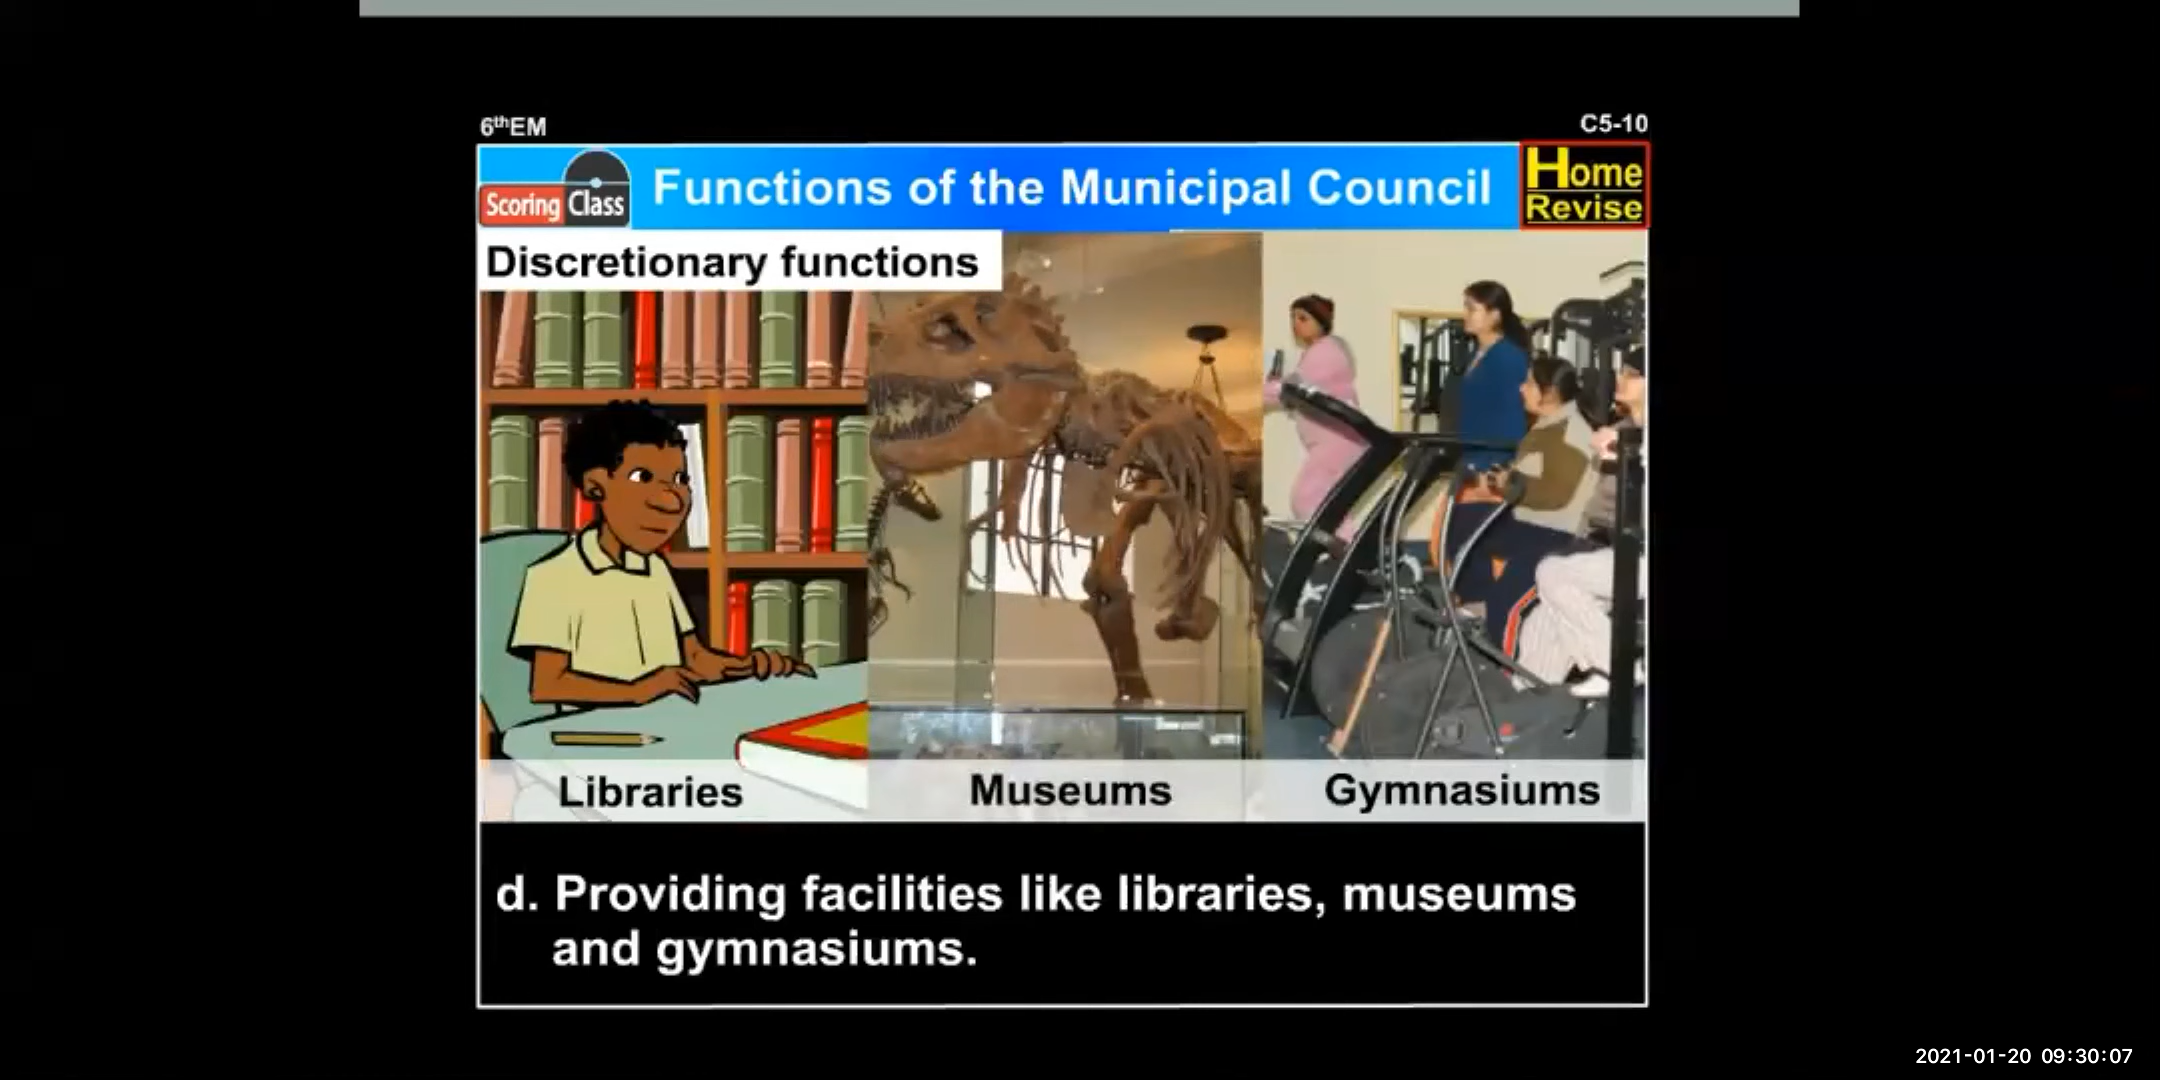 6thEM
C5-10
Scoring Class
Functions of the Municipal Council
Home
Revise
Discretionary functions
Libraries
Museums
Gymnasiums
d. Providing facilities like libraries, museums
and gymnasiums.
2021-01-20 09:30:07